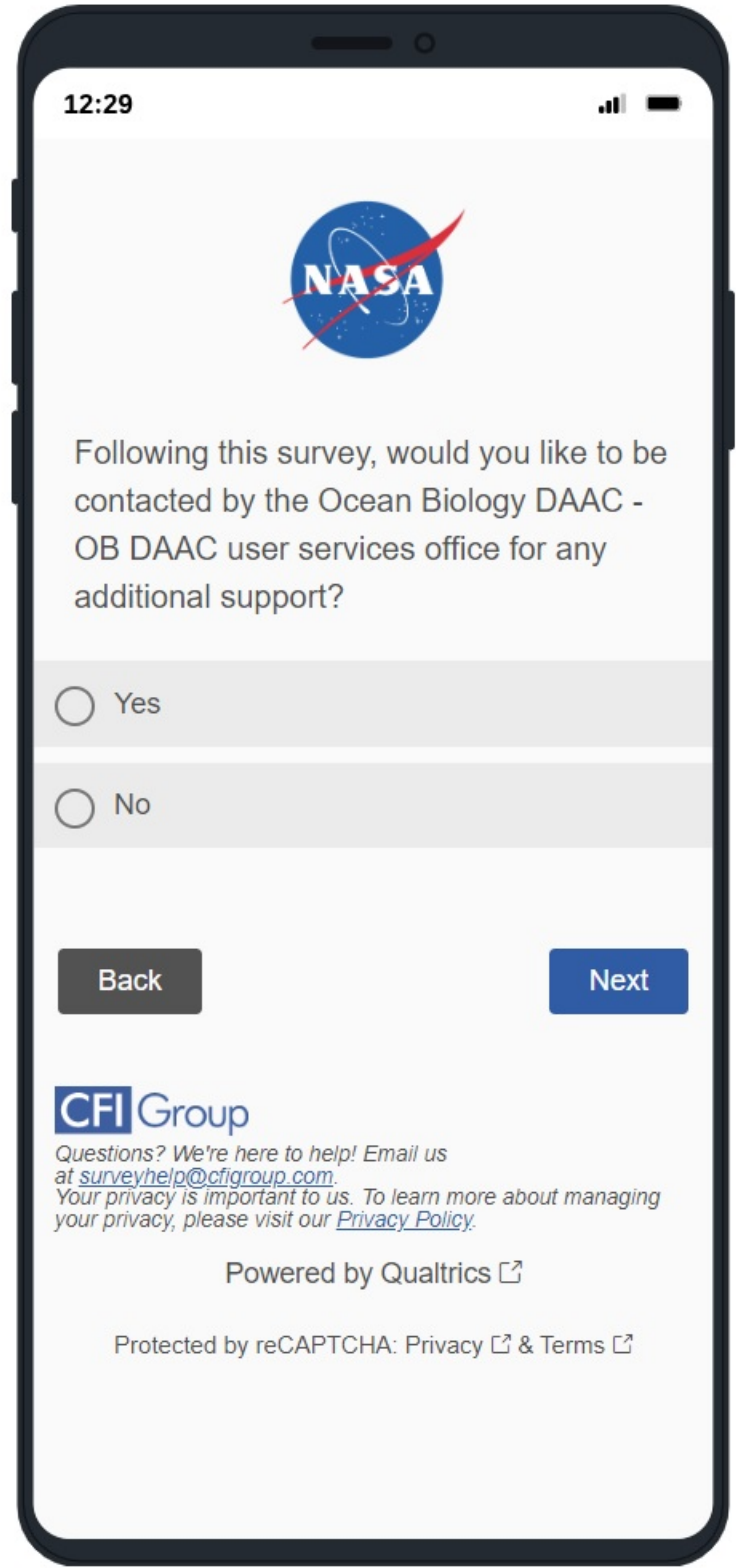 12:29
NASA
Following this survey, would you like to be
contacted by the Ocean Biology DAAC -
OB DAAC user services office for any
additional support?
Yes
No
Back
Next
CFI Group
Questions? We're here to help! Email us
at surveyhelp@cfigroup.com.
Your privacy is important to us. To learn more about managing
your privacy, please visit our Privacy Policy.
Powered by Qualtrics
Protected by reCAPTCHA: Privacy & Terms